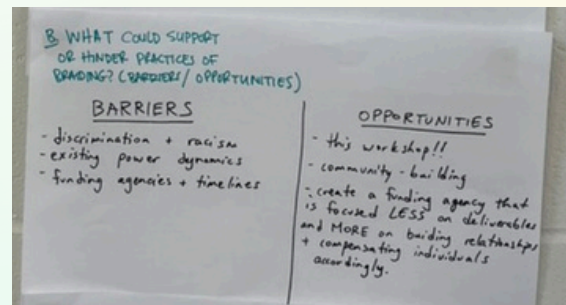 B. WHAT COULD SUPPORT
OR HINDER PRACTICES OF
BRAIDING? (BARRIERS / OPPORTUNITIES)
BARRIERS
- discrimination + racism
- existing power dynamics
- funding agencies + timelines
OPPORTUNITIES
- this workshop!!
- community-building
- create a funding agency that
is focused LESS on deliverables
and MORE on buiding relationships
+ compensating individuals
accordingly.